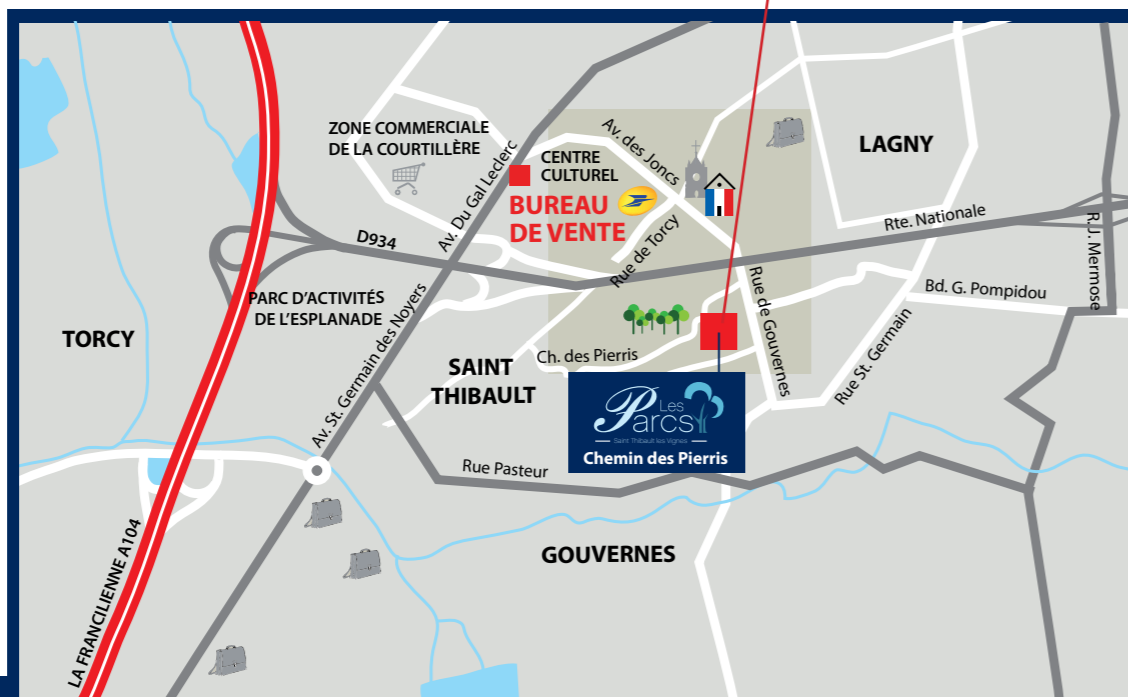 ZONE COMMERCIALE
DE LA COURTILLÈRE
Av. Du Gal Leclerc
CENTRE
CULTUREL
BUREAU
DE VENTE
Av. des Joncs
LAGNY
D934
Rue de Torcy
Rte. Nationale
R.J. Mermose
PARC D'ACTIVITÉS
DE L'ESPLANADE
Rue de Gouvernes
Bd. G. Pompidou
TORCY
Av. St. Germain des Noyers
SAINT
THIBAULT
Ch. des Pierris
Rue St. Germain
Les
Parcs
Saint Thibault les Vignes
Chemin des Pierris
Rue Pasteur
GOUVERNES
LA FRANCILIENNE A104